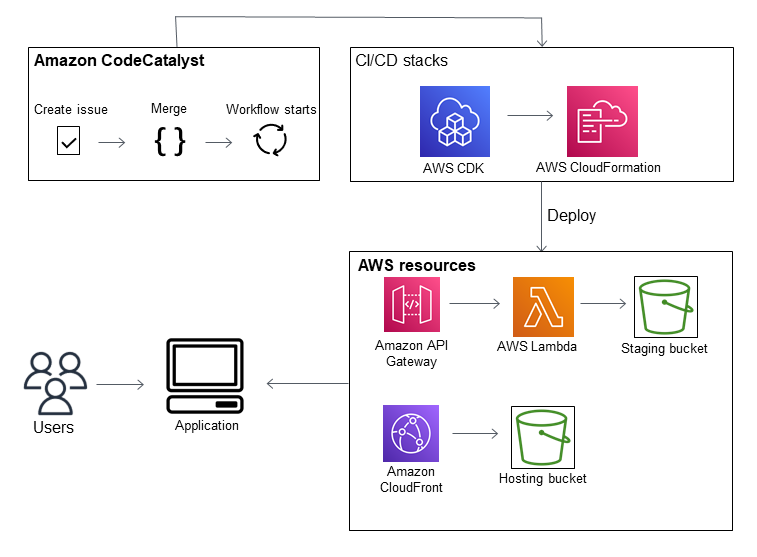 Amazon CodeCatalyst
Create issue
Merge
Workflow starts
CI/CD stacks
AWS CDK
AWS CloudFormation
Deploy
AWS resources
Amazon API
Gateway
AWS Lambda
Staging bucket
Users
Application
Amazon
CloudFront
Hosting bucket